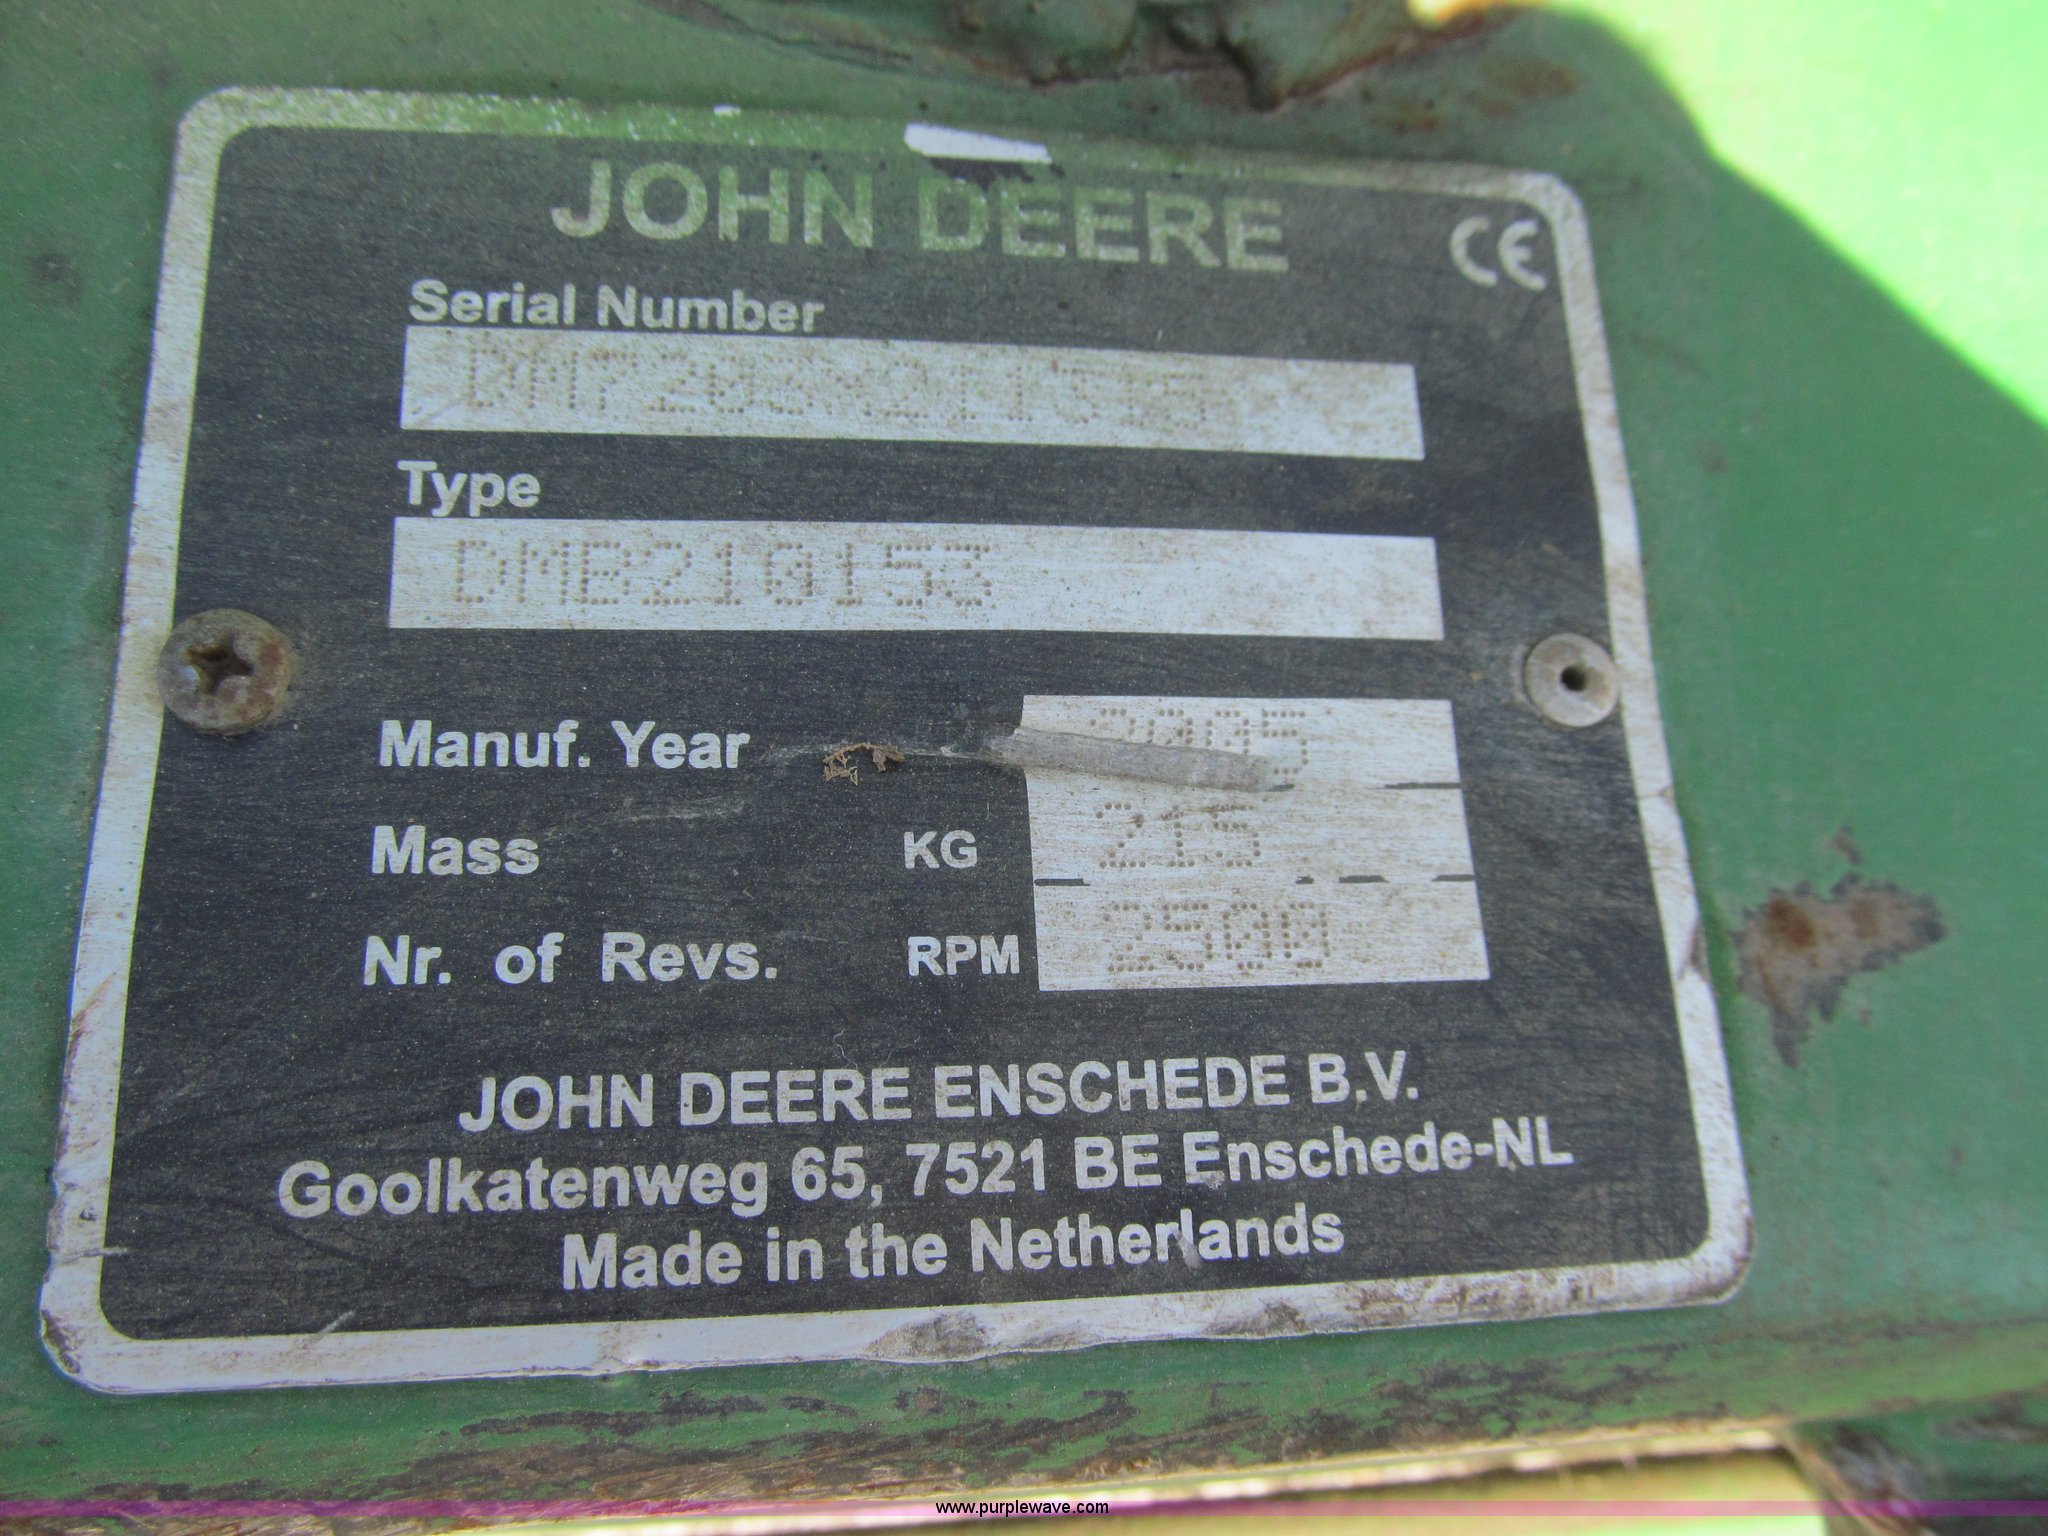 JOHN DEERE
CE
Serial Number
Type
DMB210153
Manuf. Year 2005
Mass KG 215
Nr. of Revs. RPM 2500
JOHN DEERE ENSCHEDE B.V.
Goolkatenweg 65, 7521 BE Enschede-NL
Made in the Netherlands
www.purplewave.com